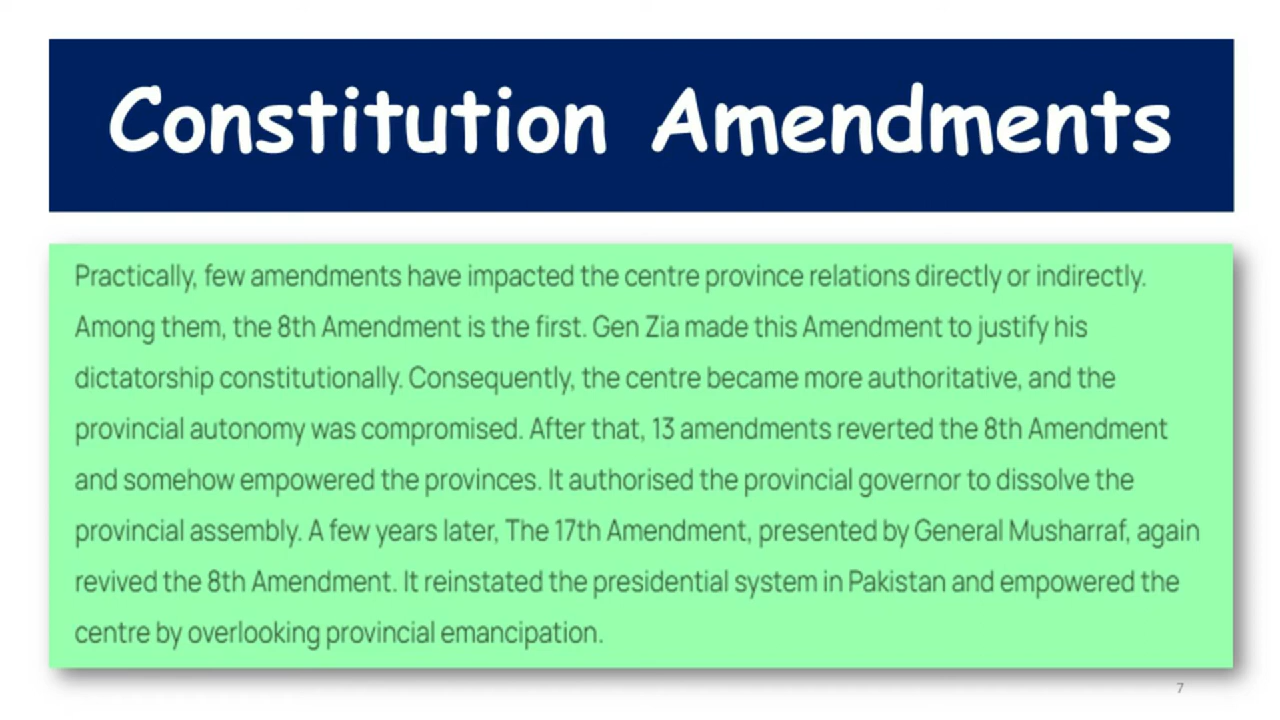 Constitution Amendments
Practically, few amendments have impacted the centre province relations directly or indirectly.
Among them, the 8th Amendment is the first. Gen Zia made this Amendment to justify his
dictatorship constitutionally. Consequently, the centre became more authoritative, and the
provincial autonomy was compromised. After that, 13 amendments reverted the 8th Amendment
and somehow empowered the provinces. It authorised the provincial governor to dissolve the
provincial assembly. A few years later, The 17th Amendment, presented by General Musharraf, again
revived the 8th Amendment. It reinstated the presidential system in Pakistan and empowered the
centre by overlooking provincial emancipation.
7